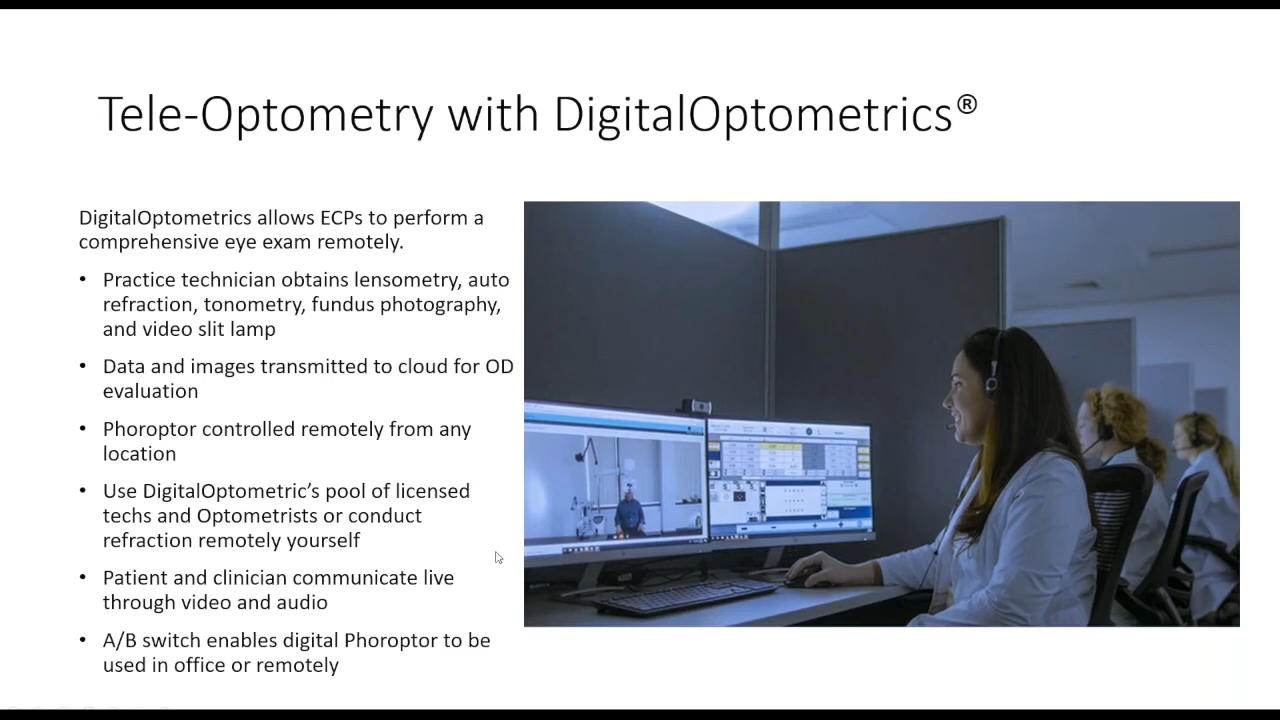 Tele-Optometry with DigitalOptometrics®
DigitalOptometrics allows ECPs to perform a
comprehensive eye exam remotely.
• Practice technician obtains lensometry, auto
refraction, tonometry, fundus photography,
and video slit lamp
• Data and images transmitted to cloud for OD
evaluation
• Phoroptor controlled remotely from any
location
• Use DigitalOptometric’s pool of licensed
techs and Optometrists or conduct
refraction remotely yourself
• Patient and clinician communicate live
through video and audio
• A/B switch enables digital Phoroptor to be
used in office or remotely